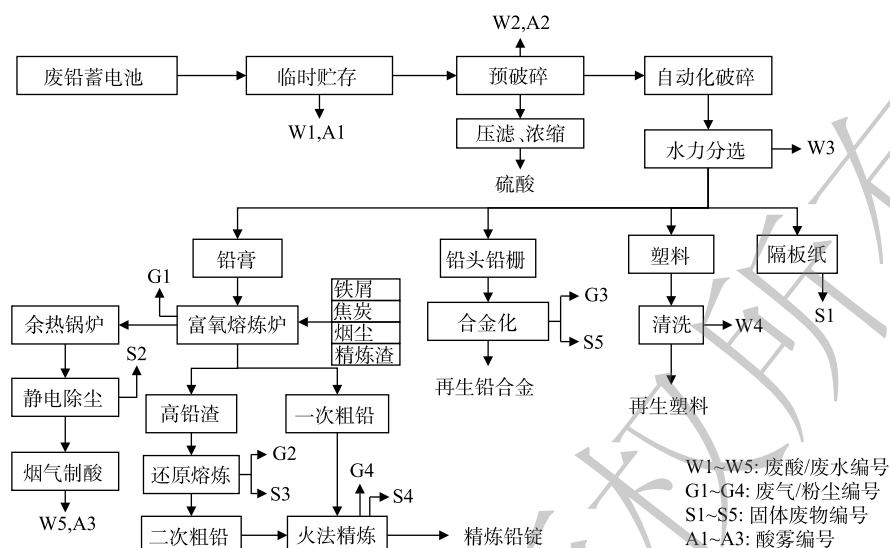 W2,A2
废铅蓄电池
临时贮存
预破碎
自动化破碎
W1,A1
压滤、浓缩
水力分选
W3
硫酸
铅膏
铅头铅栅
塑料
隔板纸
G1
铁屑
焦炭
烟尘
精炼渣
G3
余热锅炉
富氧熔炼炉
合金化
清洗
W4
S1
S5
S2
静电除尘
高铅渣
一次粗铅
再生铅合金
再生塑料
G2
烟气制酸
还原熔炼
G4
S3
S4
W5,A3
二次粗铅
火法精炼
精炼铅锭
W1~W5: 废酸/废水编号
G1~G4: 废气/粉尘编号
S1~S5: 固体废物编号
A1~A3: 酸雾编号
权所有